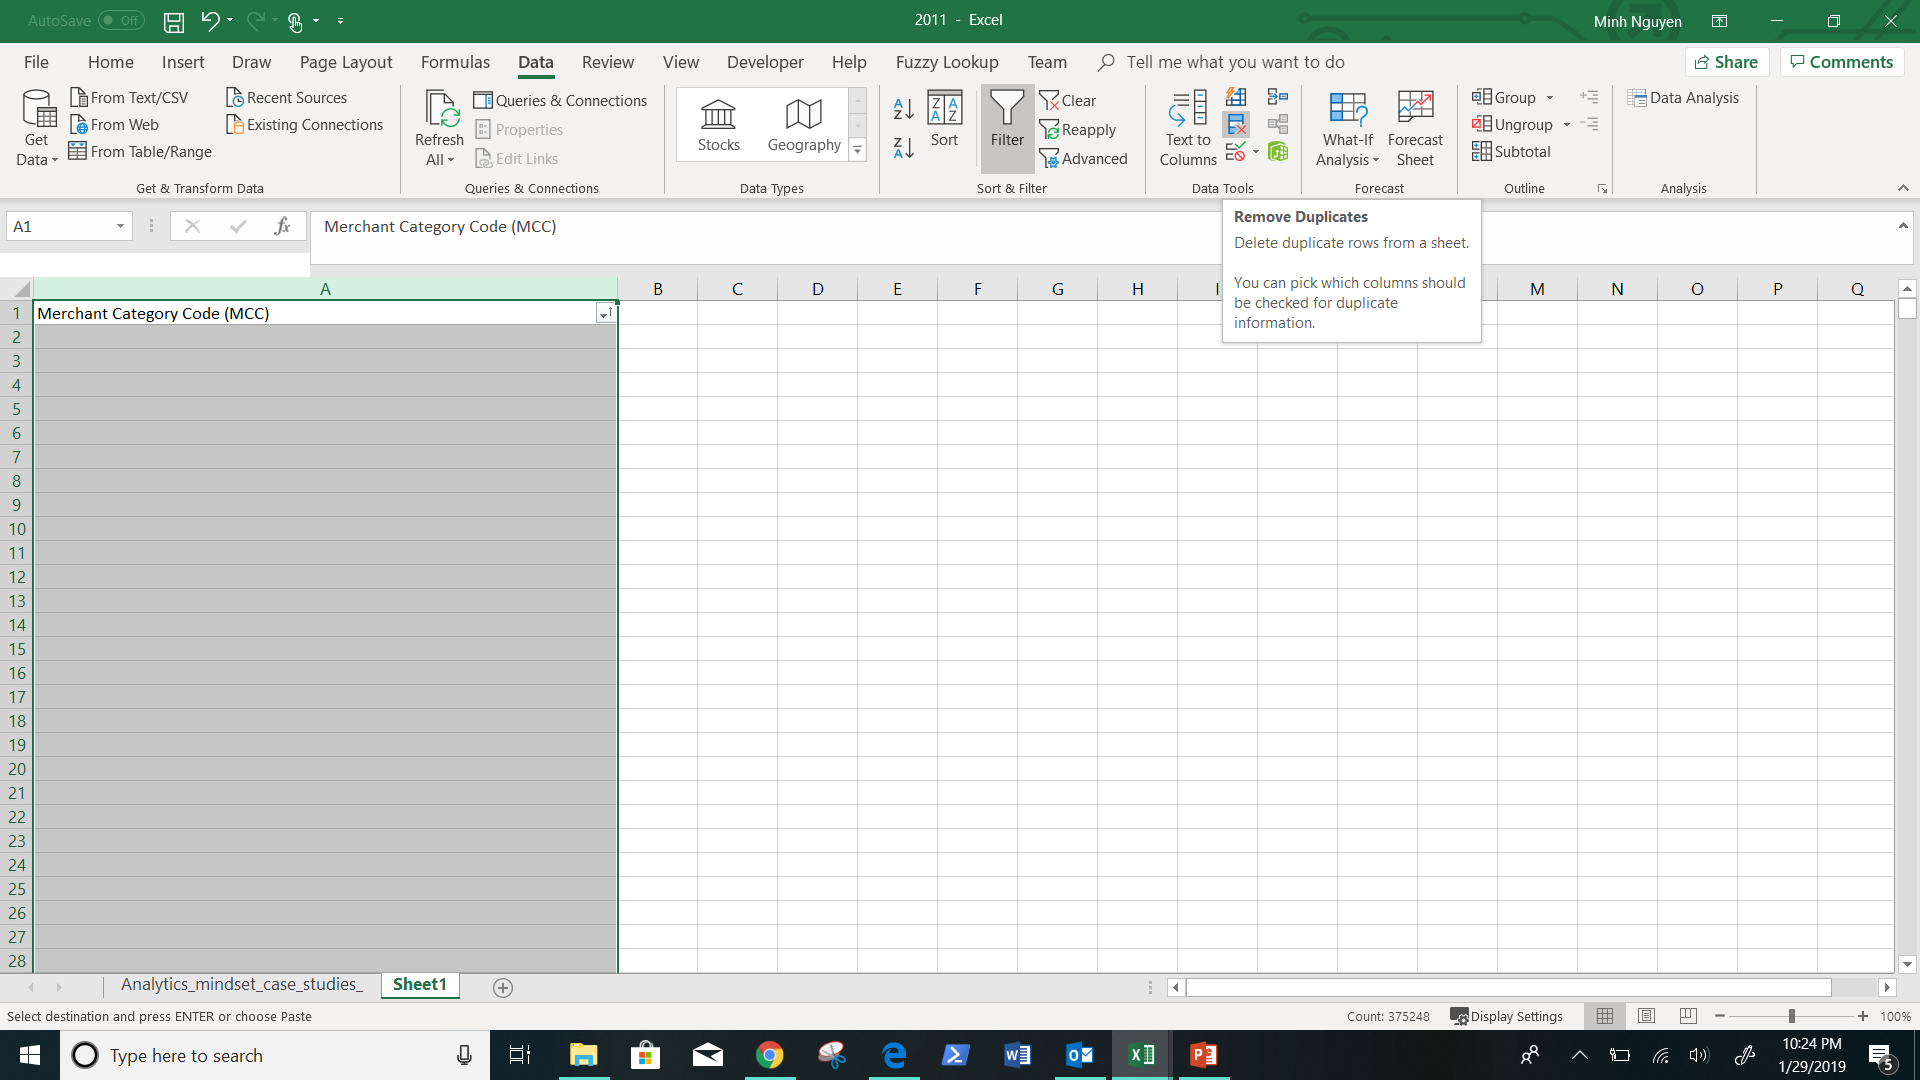 AutoSave Off
2011 - Excel
Minh Nguyen
File Home Insert Draw Page Layout Formulas Data Review View Developer Help Fuzzy Lookup Team Tell me what you want to do Share Comments
Get Data
From Text/CSV
From Web
From Table/Range
Recent Sources
Existing Connections
Get & Transform Data
Refresh All
Queries & Connections
Properties
Edit Links
Queries & Connections
Stocks
Geography
Data Types
Sort
Filter
Clear
Reapply
Advanced
Sort & Filter
Text to Columns
Data Tools
What-If Analysis
Forecast Sheet
Forecast
Group
Ungroup
Subtotal
Outline
Data Analysis
Analysis
A1
fx
Merchant Category Code (MCC)
Remove Duplicates
Delete duplicate rows from a sheet.
You can pick which columns should
be checked for duplicate
information.
A B C D E F G H I M N O P Q
1 Merchant Category Code (MCC)
2
3
4
5
6
7
8
9
10
11
12
13
14
15
16
17
18
19
20
21
22
23
24
25
26
27
28
Analytics_mindset_case_studies_ Sheet1
Select destination and press ENTER or choose Paste
Count: 375248
Display Settings
100%
Type here to search
10:24 PM
1/29/2019
5